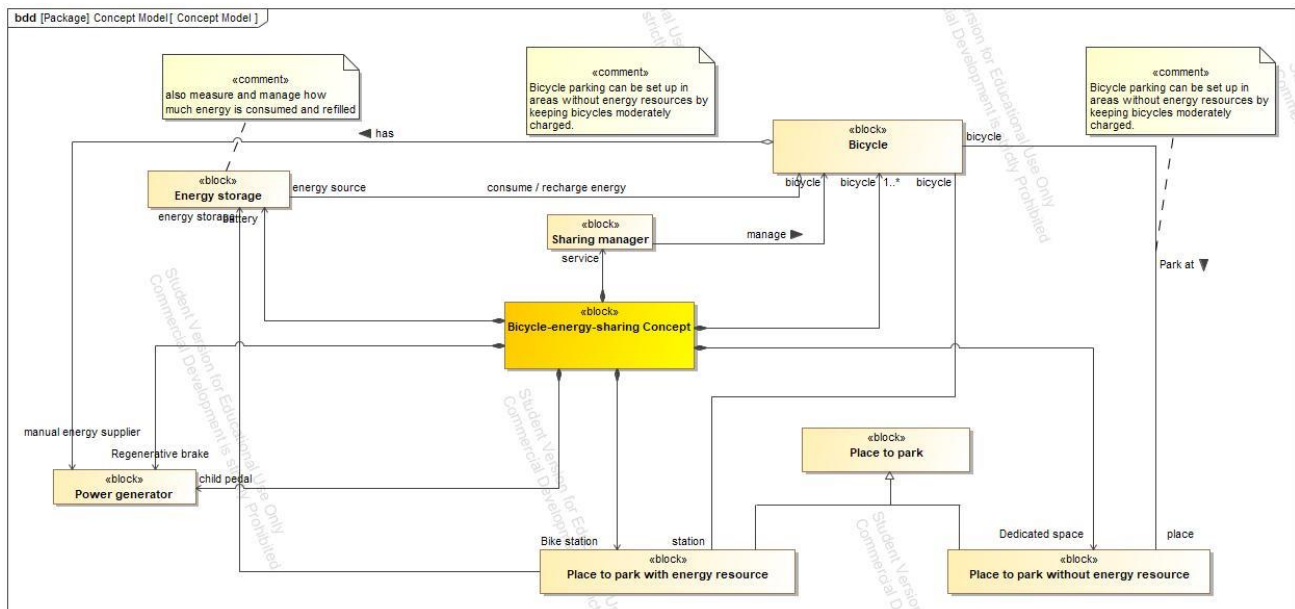 bdd [Package] Concept Model[ Concept Model ]
«comment»
also measure and manage how
much energy is consumed and refilled
«comment»
Bicycle parking can be set up in
areas without energy resources by
keeping bicycles moderately
charged.
«comment»
Bicycle parking can be set up in
areas without energy resources by
keeping bicycles moderately
charged.
has
«block»
Bicycle
bicycle
«block»
Energy storage
energy source
consume / recharge energy
bicycle
bicycle
1..*
bicycle
energy storage
battery
«block»
Sharing manager
manage
service
Park at
«block»
Bicycle-energy-sharing Concept
manual energy supplier
Regenerative brake
«block»
Power generator
child pedal
«block»
Place to park
Bike station
station
Dedicated space
place
«block»
Place to park with energy resource
«block»
Place to park without energy resource
Student Version for Educational Use Only
Commercial Development is strictly Prohibited